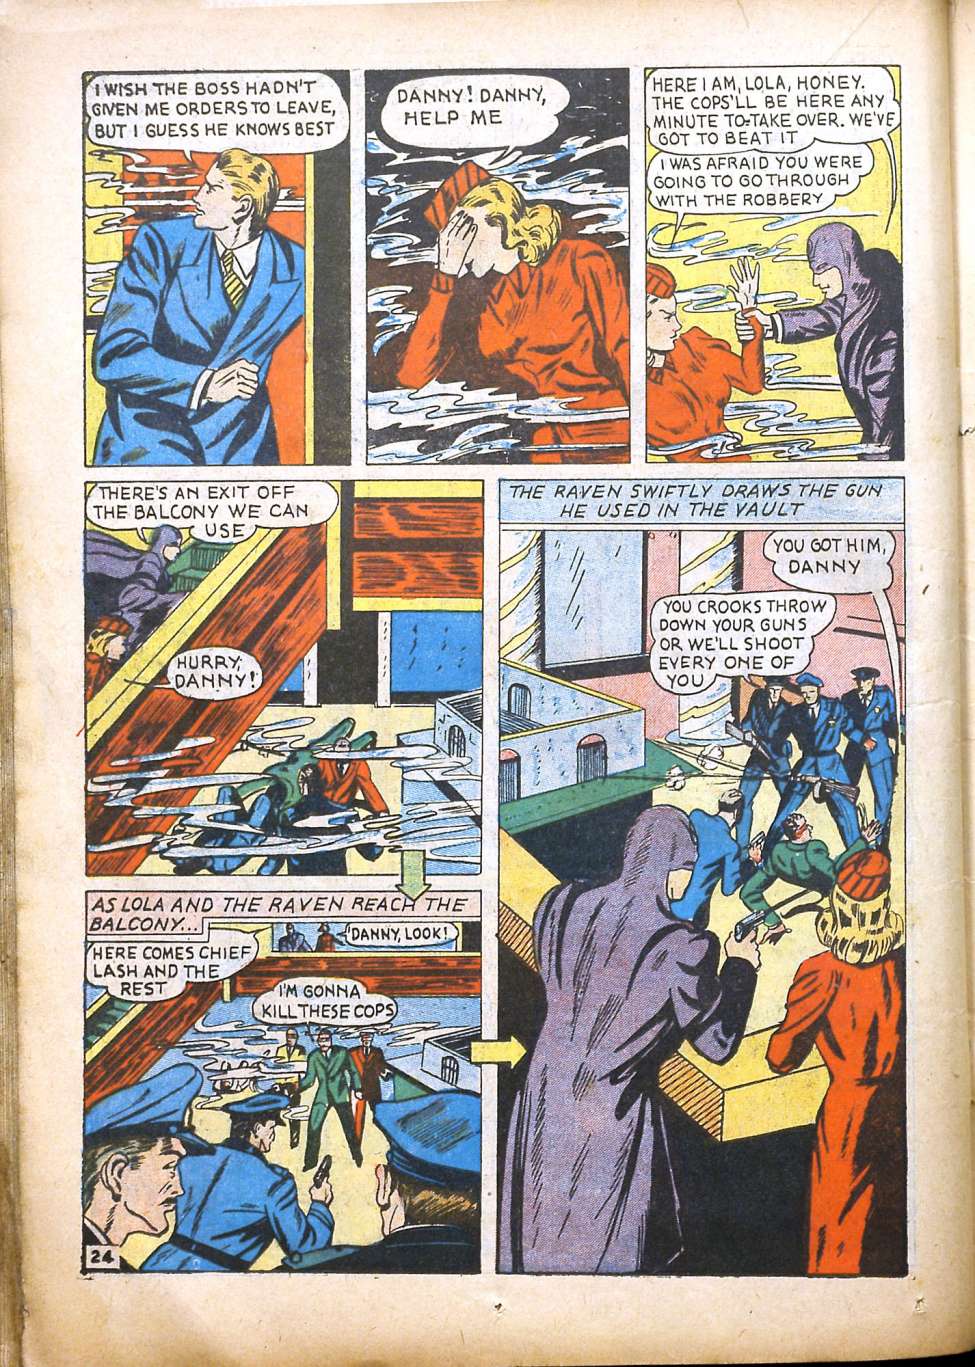 I WISH THE BOSS HADN'T
GIVEN ME ORDERS TO LEAVE,
BUT I GUESS HE KNOWS BEST
DANNY! DANNY,
HELP ME
HERE I AM, LOLA, HONEY.
THE COPS'LL BE HERE ANY
MINUTE TO-TAKE OVER. WE'VE
GOT TO BEAT IT
I WAS AFRAID YOU WERE
GOING TO GO THROUGH
WITH THE ROBBERY
THERE'S AN EXIT OFF
THE BALCONY WE CAN
USE
HURRY,
DANNY!
AS LOLA AND THE RAVEN REACH THE
BALCONY...
'DANNY, LOOK!
HERE COMES CHIEF
LASH AND THE
REST
I'M GONNA
KILL THESE COPS
24
THE RAVEN SWIFTLY DRAWS THE GUN
HE USED IN THE VAULT
YOU GOT HIM,
DANNY
YOU CROOKS THROW
DOWN YOUR GUNS
OR WE'LL SHOOT
EVERY ONE OF
YOU